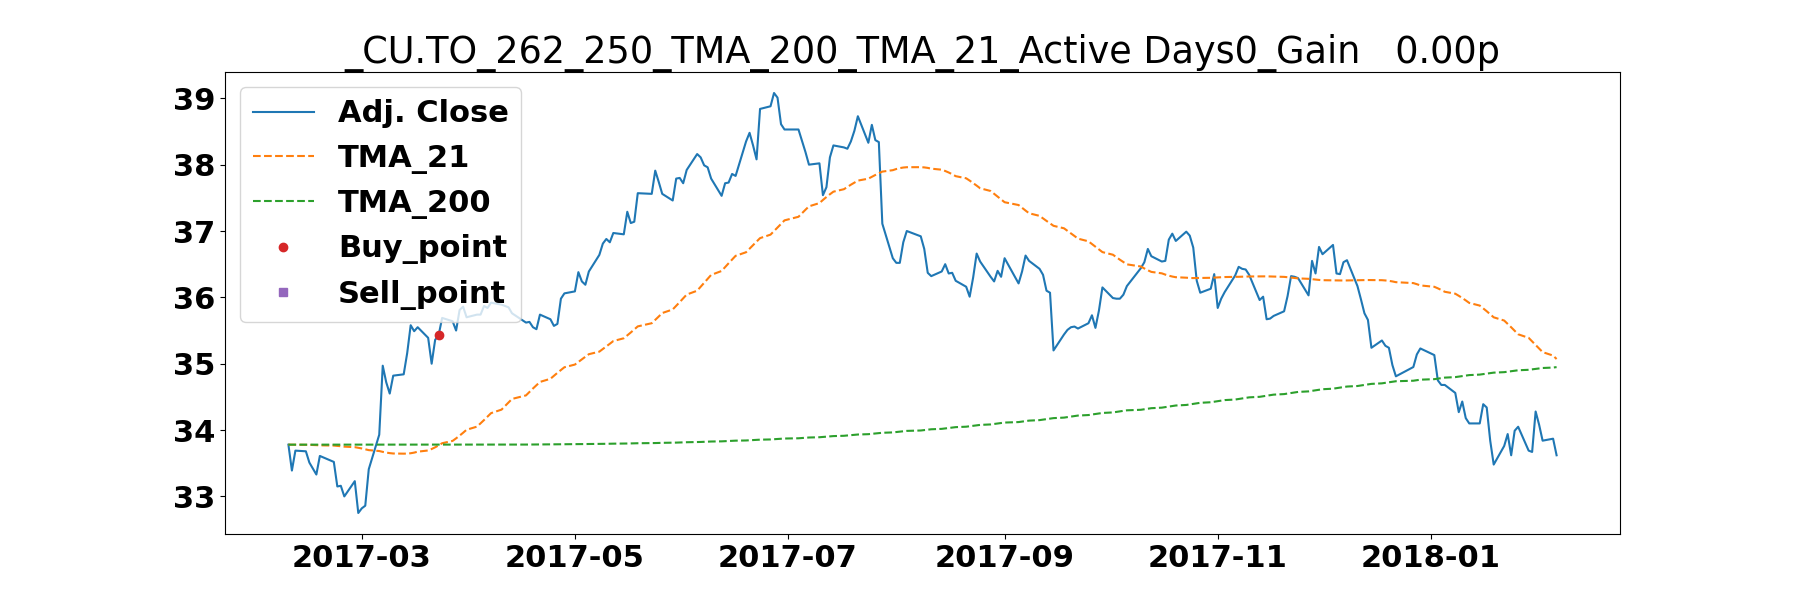 _CU.TO_262_250_TMA_200_TMA_21_Active Days0_Gain   0.00p
39
38
37
36
35
34
33
Adj. Close
TMA_21
TMA_200
Buy_point
Sell_point
2017-03 2017-05 2017-07 2017-09 2017-11 2018-01